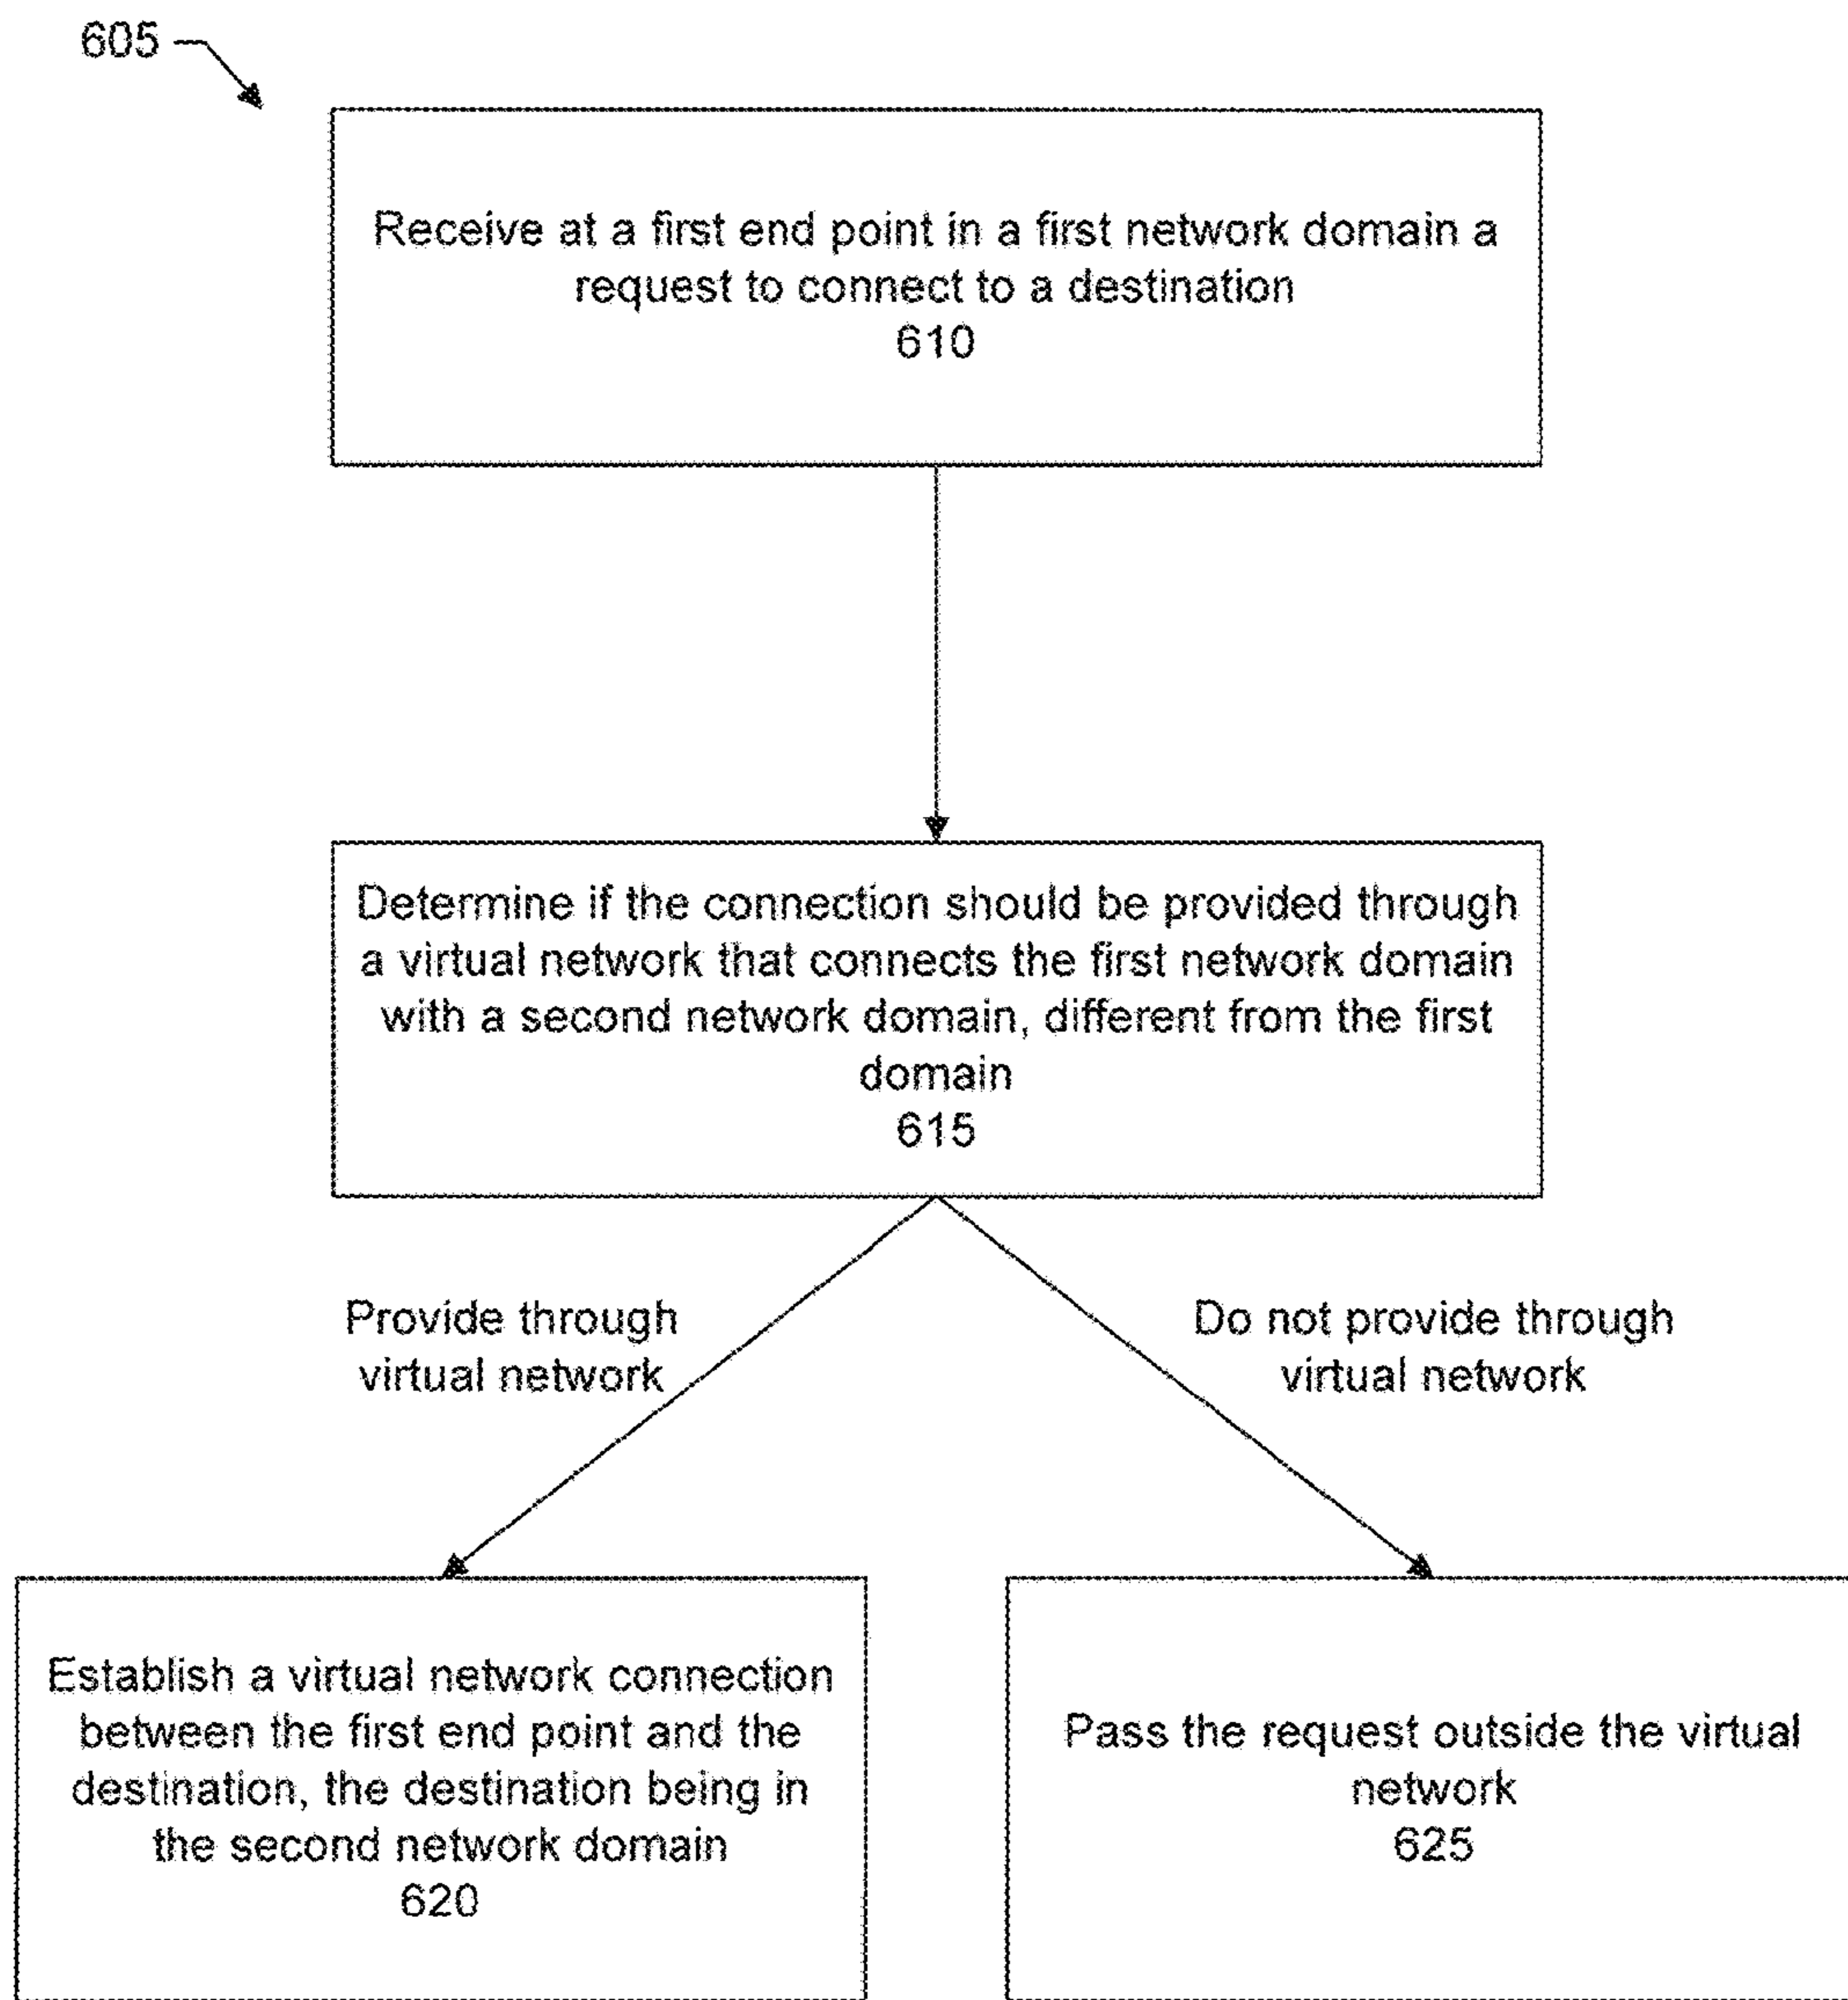 605
Receive at a first end point in a first network domain a
request to connect to a destination
610
Determine if the connection should be provided through
a virtual network that connects the first network domain
with a second network domain, different from the first
domain
615
Provide through
virtual network
Do not provide through
virtual network
Establish a virtual network connection
between the first end point and the
destination, the destination being in
the second network domain
620
Pass the request outside the virtual
network
625